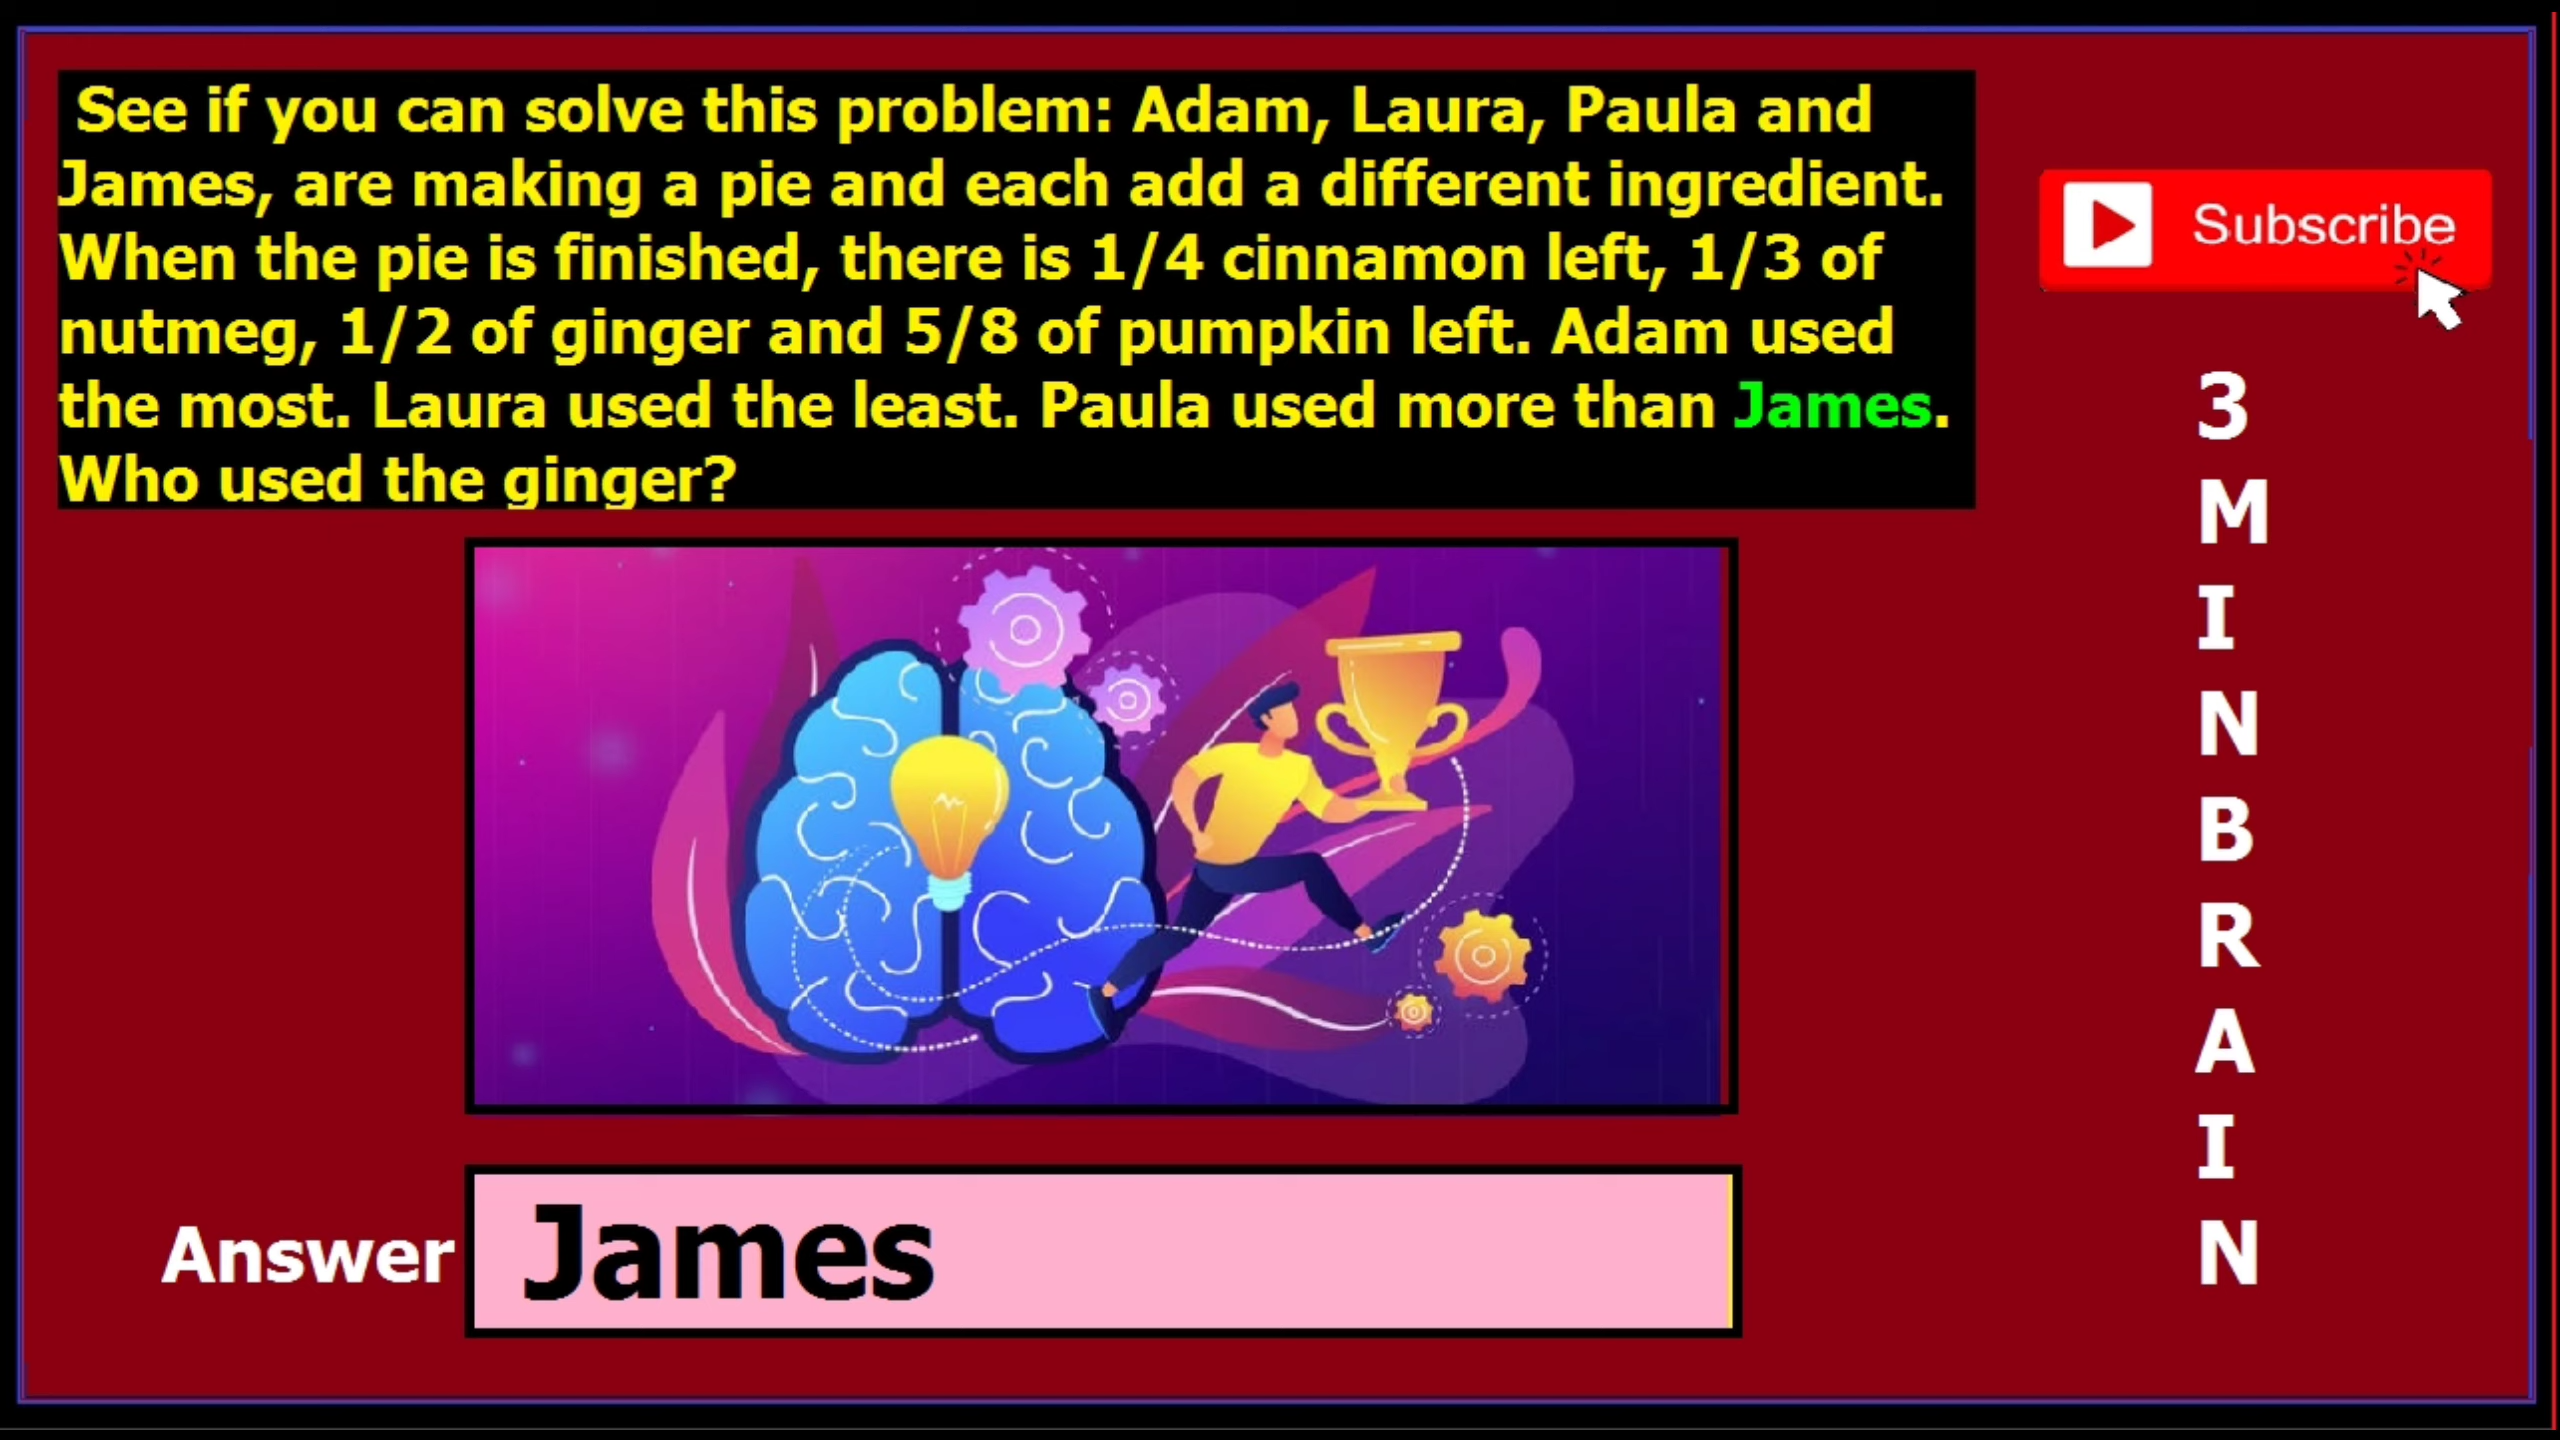 See if you can solve this problem: Adam, Laura, Paula and
James, are making a pie and each add a different ingredient.
When the pie is finished, there is 1/4 cinnamon left, 1/3 of
nutmeg, 1/2 of ginger and 5/8 of pumpkin left. Adam used
the most. Laura used the least. Paula used more than James.
Who used the ginger?
Subscribe
3
M
I
N
B
R
A
I
N
Answer
James